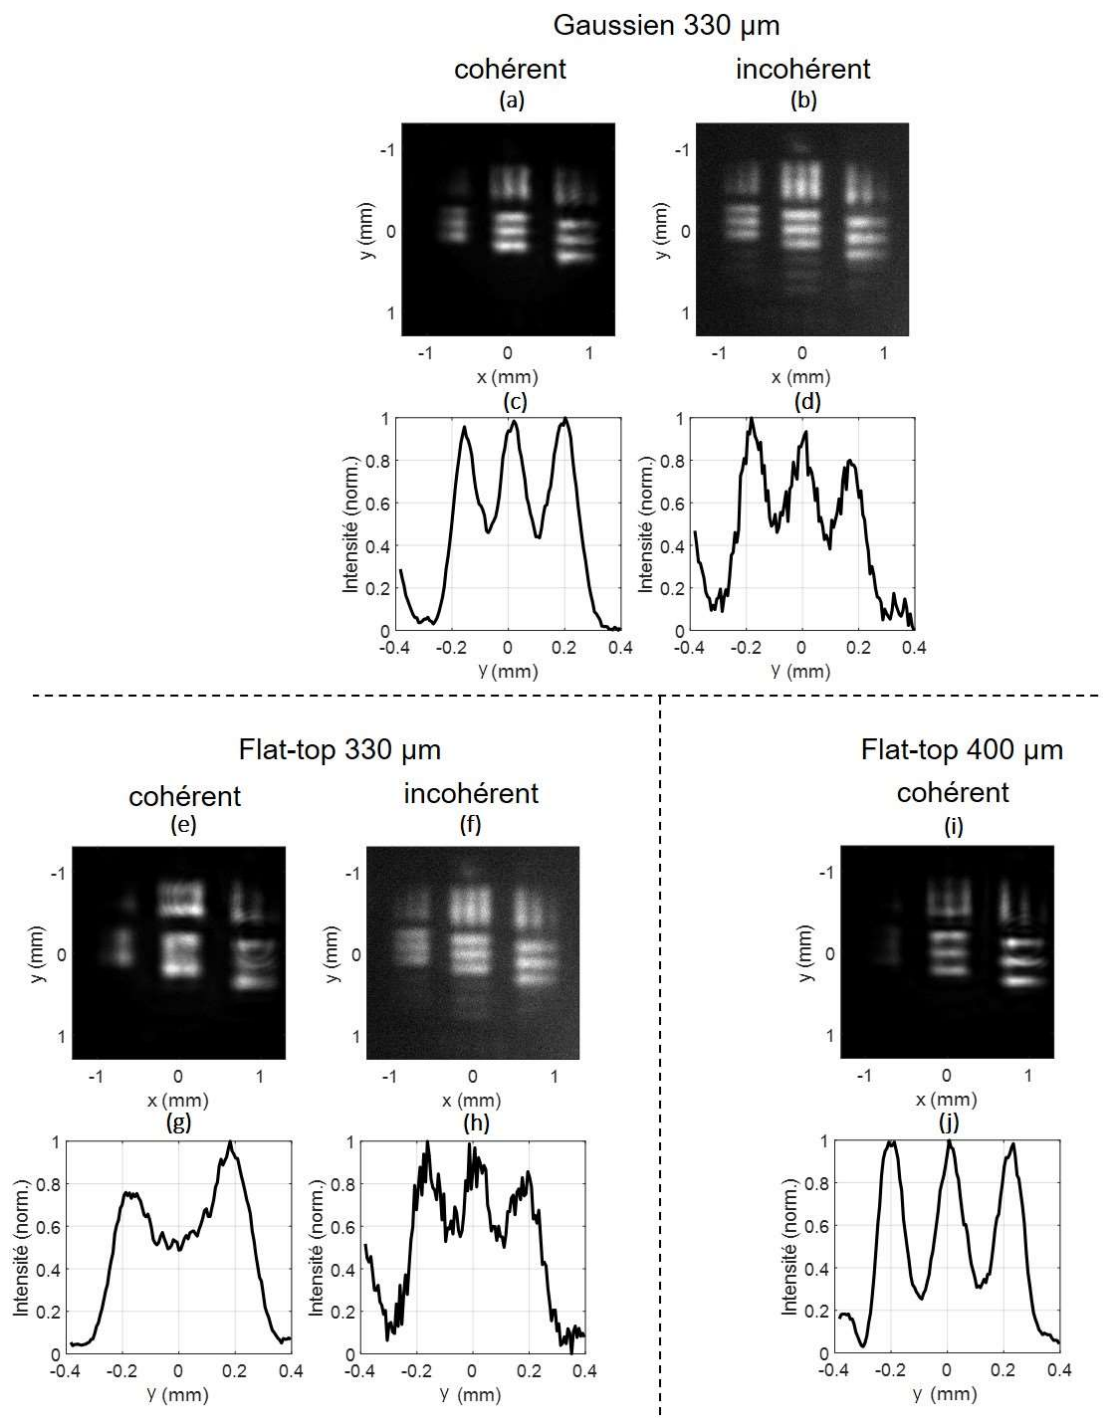 Gaussien 330 µm
cohérent incohérent
(a) (b)
-1 -1
y (mm) y (mm)
0 0
1 1
-1 0 1 -1 0 1
x (mm) x (mm)
(c) (d)
1 1
0.8 0.8
0.6 0.6
Intensité (norm.) Intensité (norm.)
0.4 0.4
0.2 0.2
0 0
-0.4 -0.2 0 0.2 0.4 -0.4 -0.2 0 0.2 0.4
y (mm) y (mm)
Flat-top 330 µm Flat-top 400 µm
cohérent incohérent cohérent
(e) (f) (i)
-1 -1 -1
y (mm) y (mm) y (mm)
0 0 0
1 1 1
-1 0 1 -1 0 1 -1 0 1
x (mm) x (mm) x (mm)
(g) (h) (j)
1 1 1
0.8 0.8 0.8
0.6 0.6 0.6
Intensité (norm.) Intensité (norm.) Intensité (norm.)
0.4 0.4 0.4
0.2 0.2 0.2
0 0 0
-0.4 -0.2 0 0.2 0.4 -0.4 -0.2 0 0.2 0.4 -0.4 -0.2 0 0.2 0.4
y (mm) y (mm) y (mm)